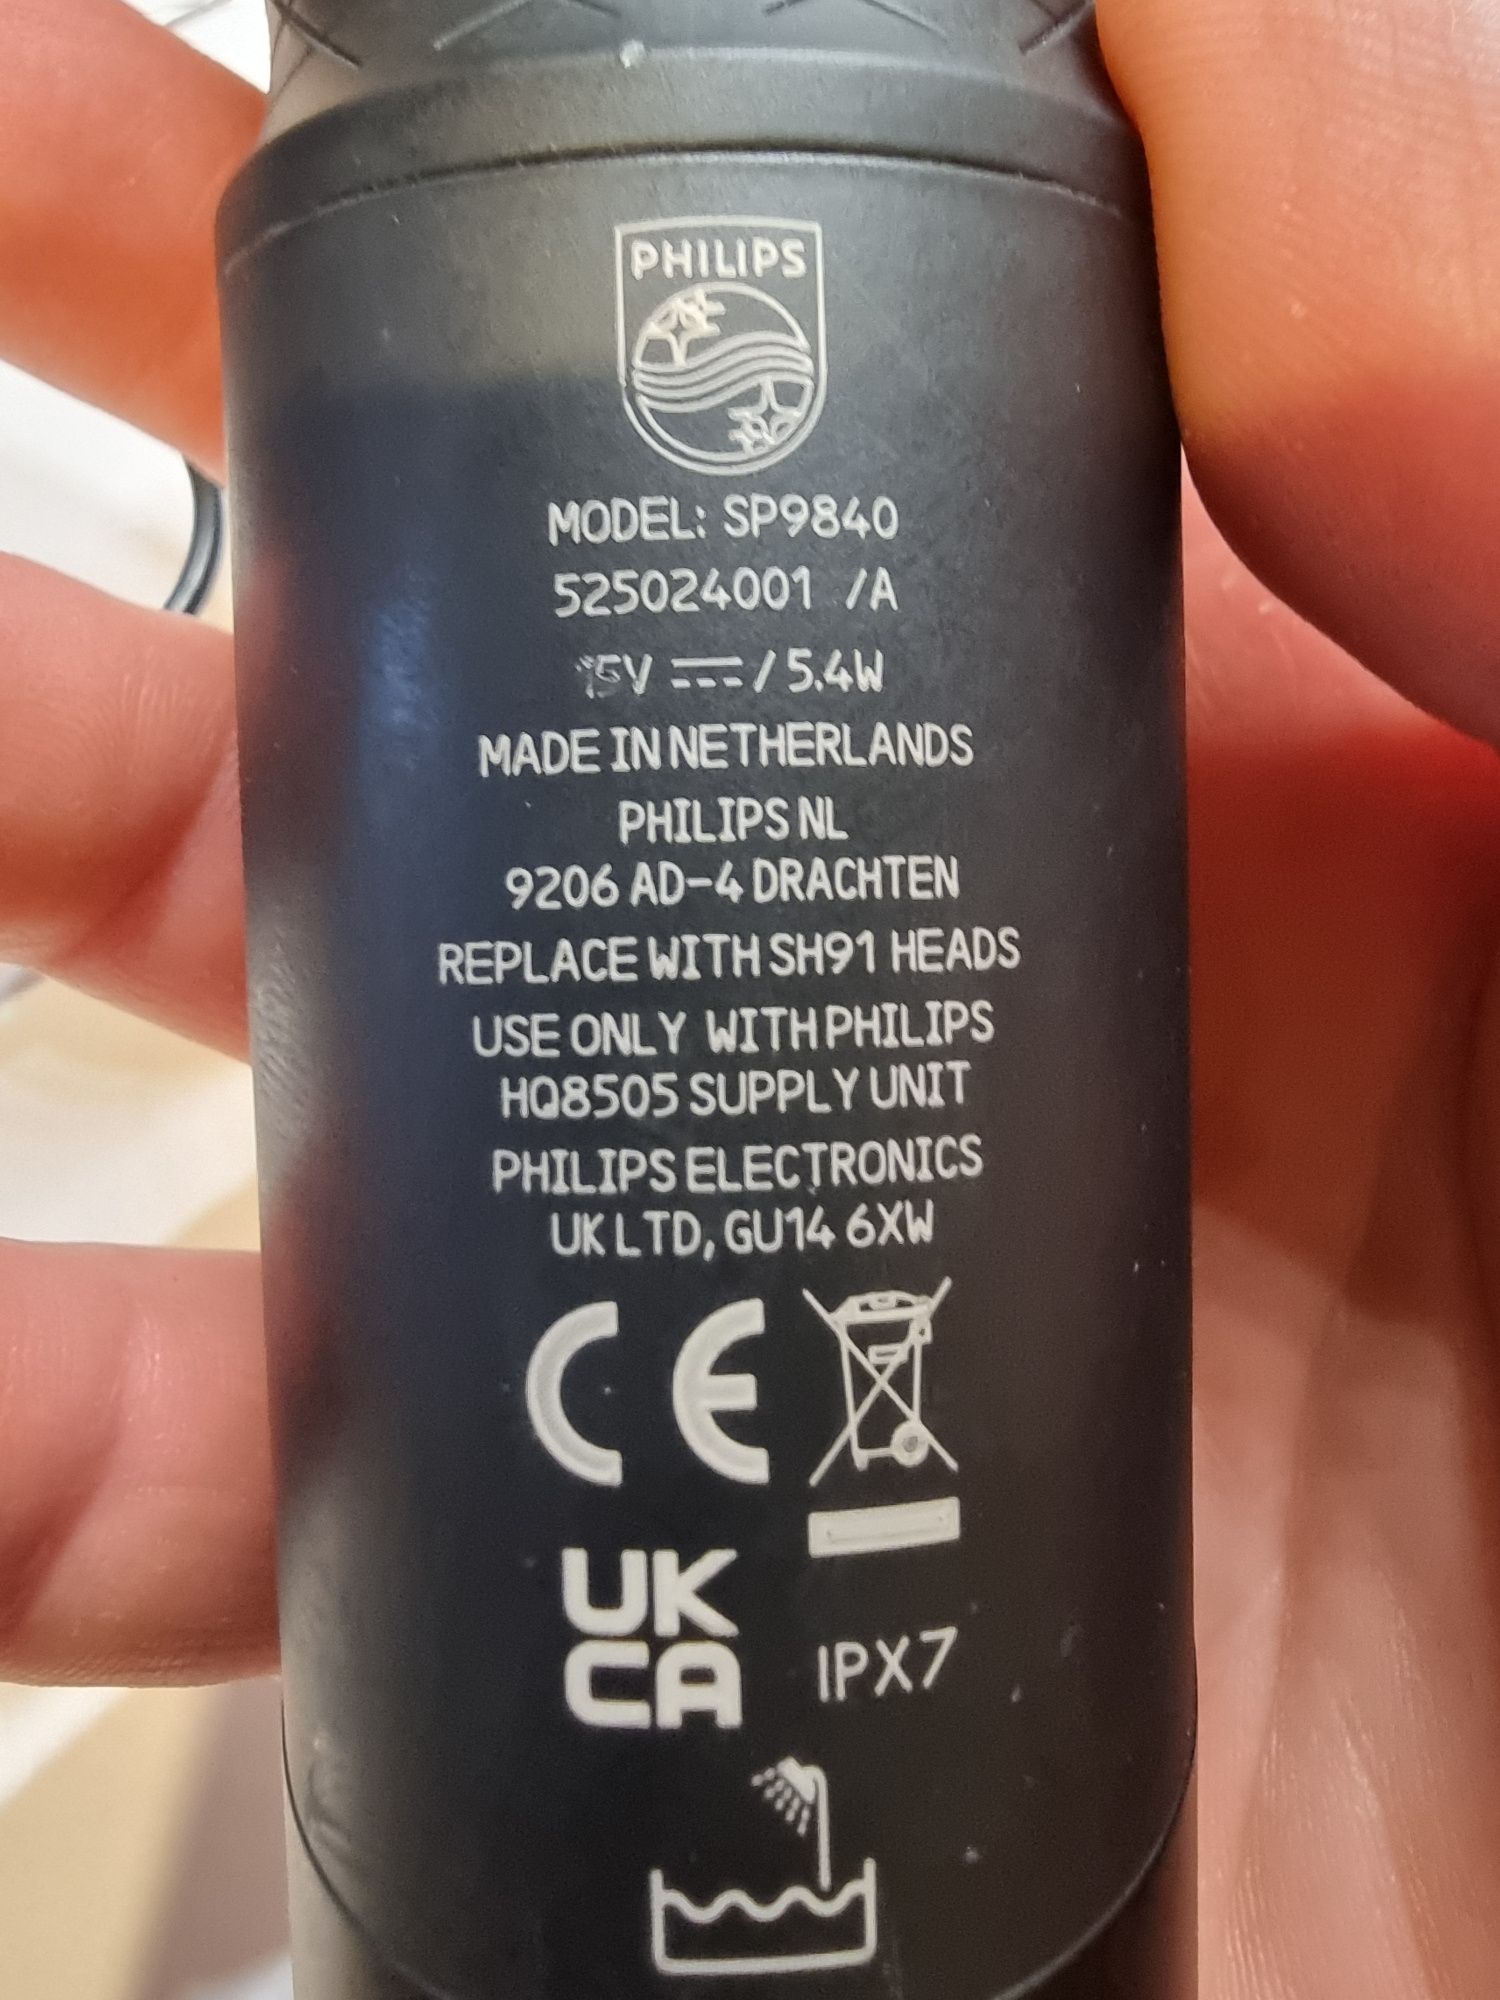 PHILIPS
MODEL: SP9840
525024001 /A
15V ⎓ / 5.4W
MADE IN NETHERLANDS
PHILIPS NL
9206 AD-4 DRACHTEN
REPLACE WITH SH91 HEADS
USE ONLY WITH PHILIPS
HQ8505 SUPPLY UNIT
PHILIPS ELECTRONICS
UK LTD, GU14 6XW
CE
UK
CA
IPX7